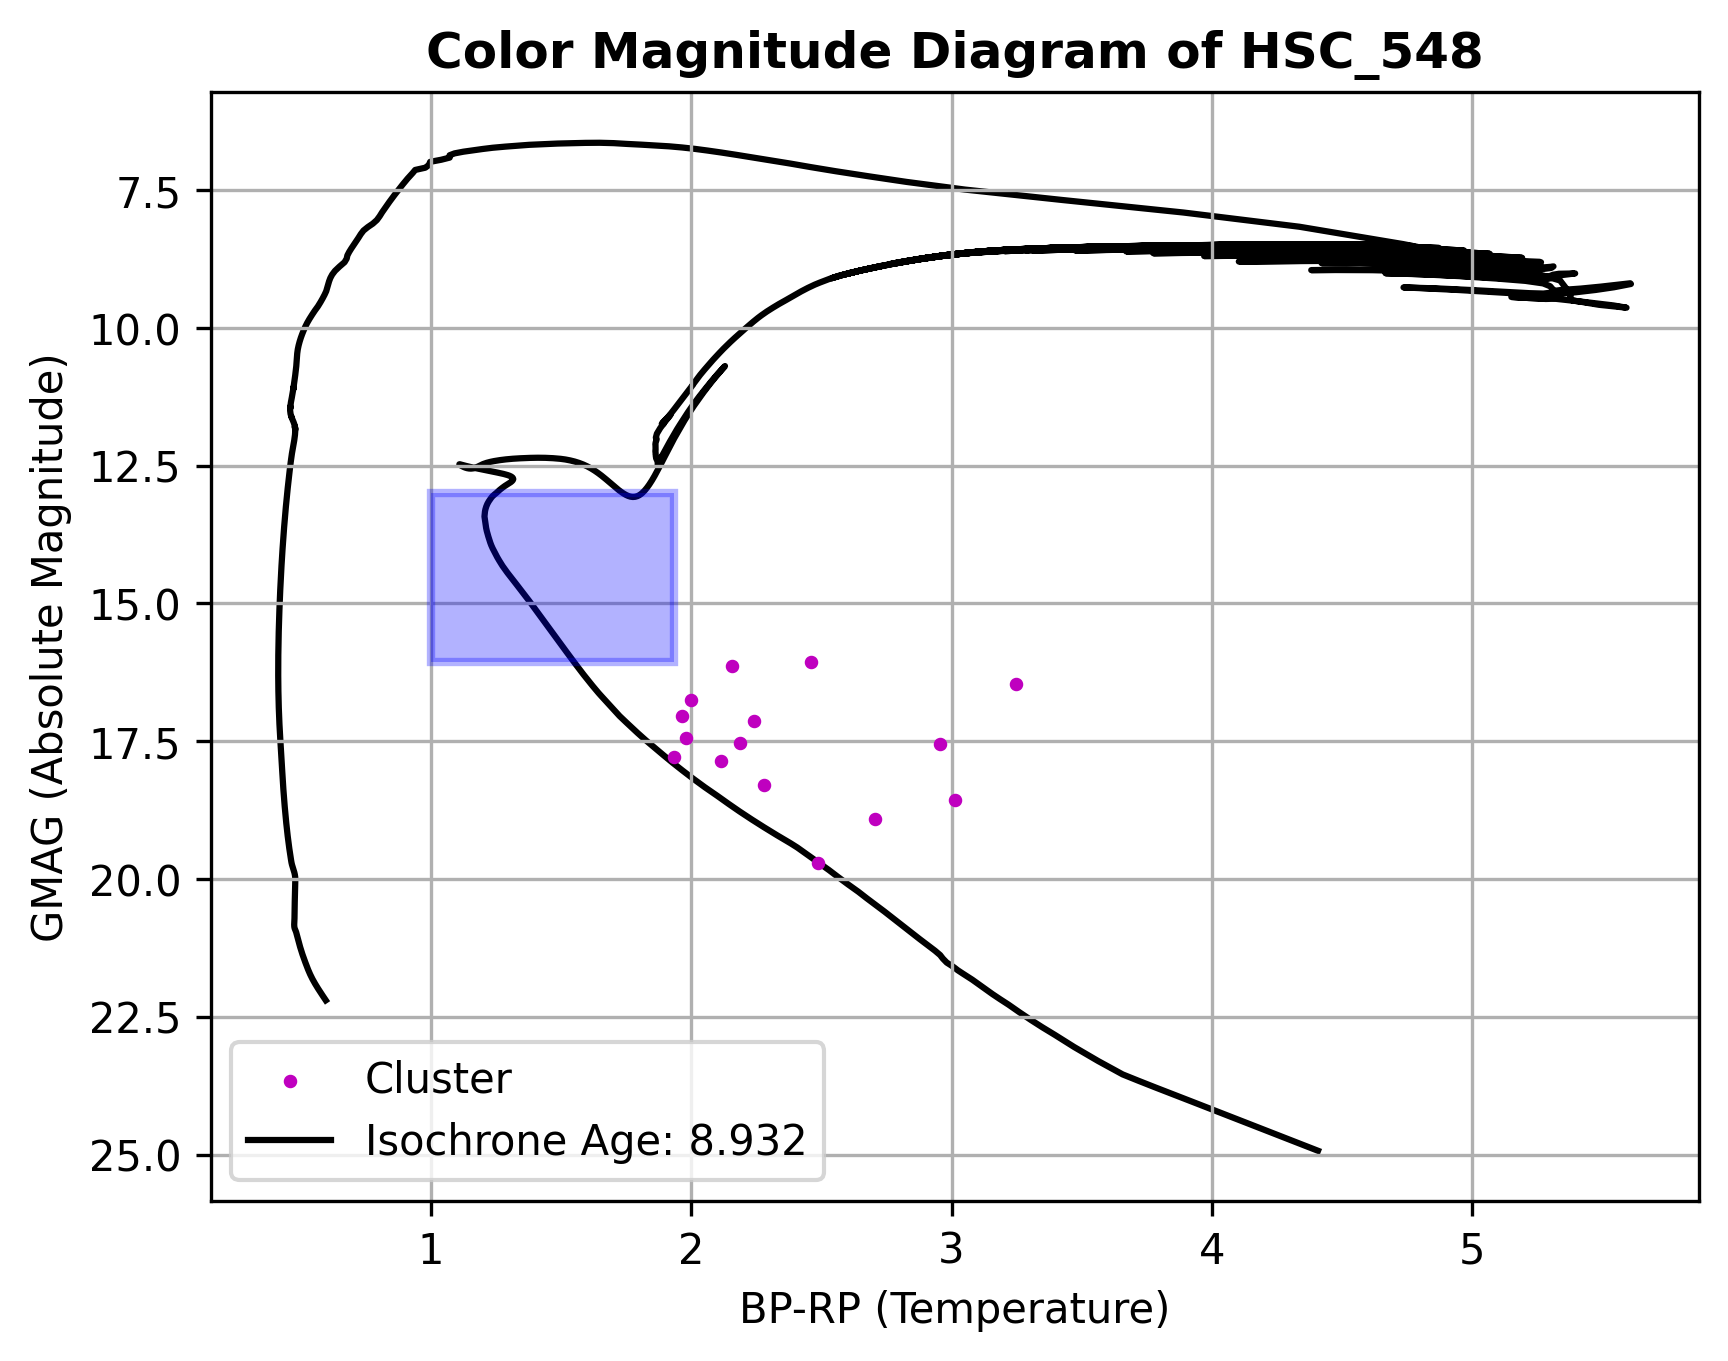 Color Magnitude Diagram of HSC_548
GMAG (Absolute Magnitude)
7.5
10.0
12.5
15.0
17.5
20.0
22.5
25.0
Cluster
Isochrone Age: 8.932
1 2 3 4 5
BP-RP (Temperature)